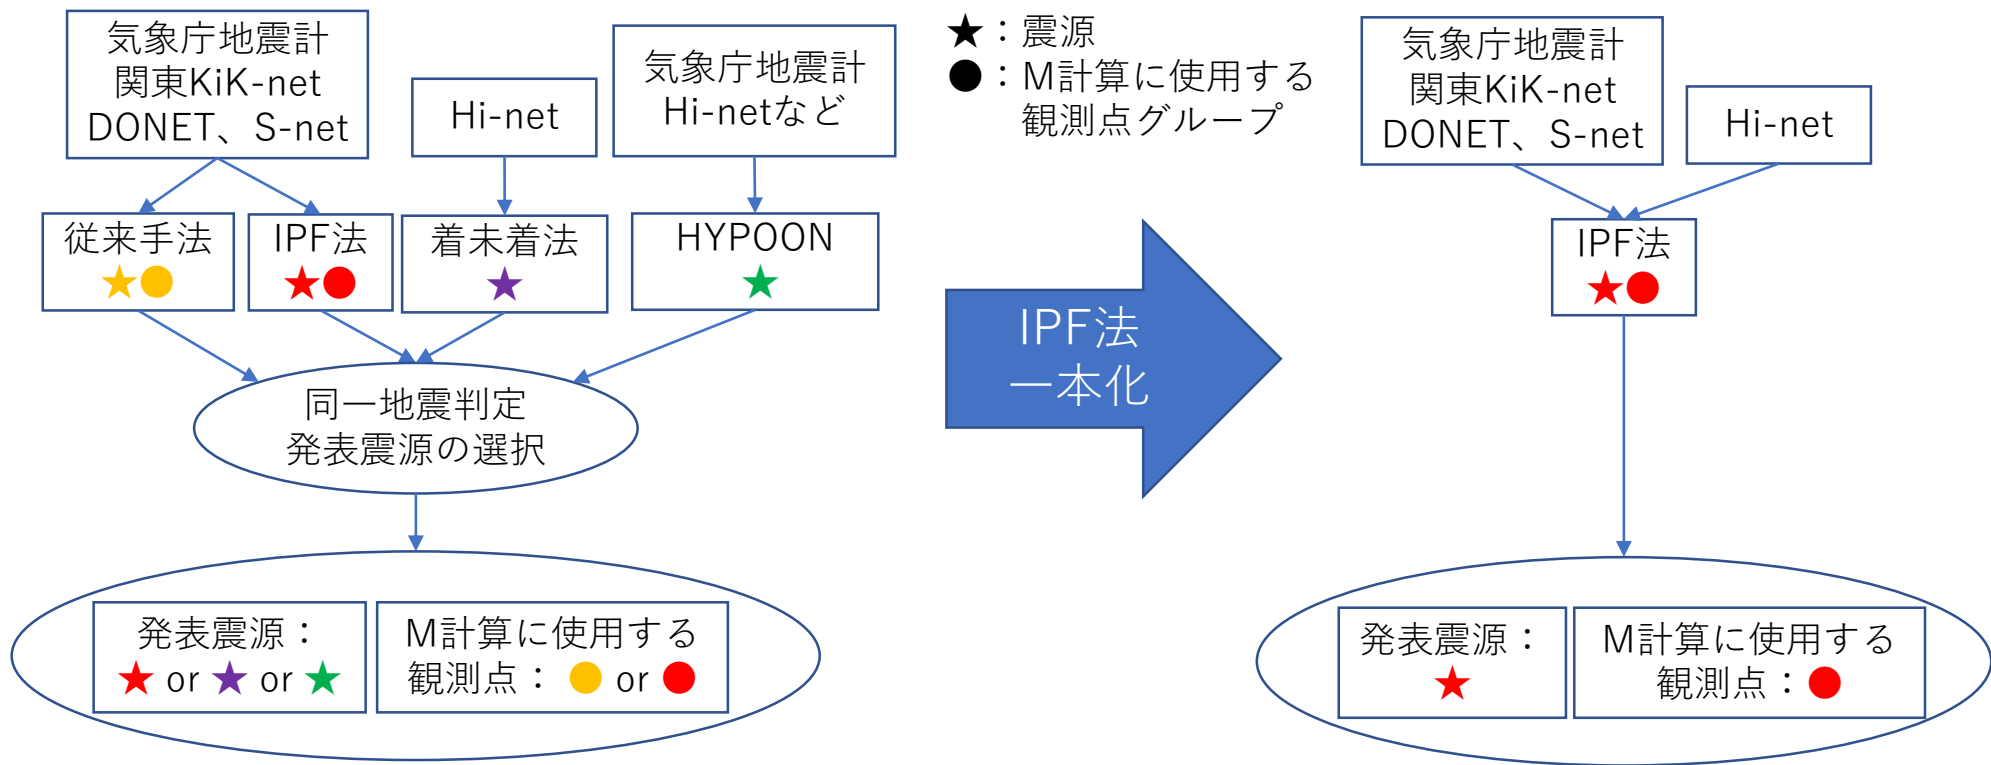 気象庁地震計
関東KiK-net
DONET、S-net
Hi-net
気象庁地震計
Hi-netなど
従来手法
★●
IPF法
★●
着未着法
★
HYPOON
★
同一地震判定
発表震源の選択
発表震源：
★ or ★ or ★
M計算に使用する
観測点： ● or ●
★：震源
●：M計算に使用する
観測点グループ
IPF法
一本化
気象庁地震計
関東KiK-net
DONET、S-net
Hi-net
IPF法
★●
発表震源：
★
M計算に使用する
観測点：●